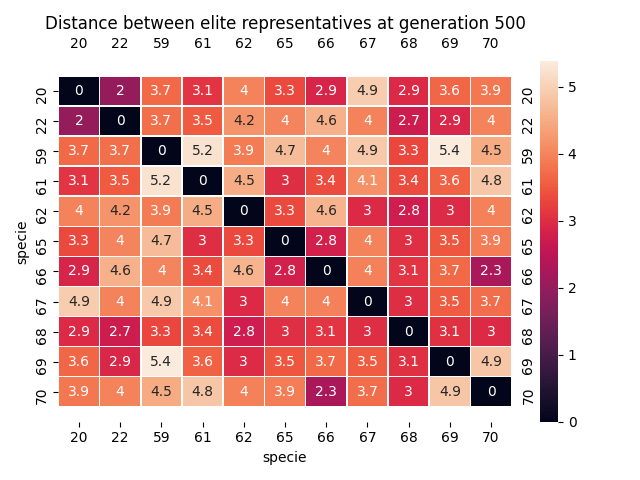 Distance between elite representatives at generation 500
20 22 59 61 62 65 66 67 68 69 70
20 0 2 3.7 3.1 4 3.3 2.9 4.9 2.9 3.6 3.9 20
22 2 0 3.7 3.5 4.2 4 4.6 4 2.7 2.9 4 22
59 3.7 3.7 0 5.2 3.9 4.7 4 4.9 3.3 5.4 4.5 59
61 3.1 3.5 5.2 0 4.5 3 3.4 4.1 3.4 3.6 4.8 61
62 4 4.2 3.9 4.5 0 3.3 4.6 3 2.8 3 4 62
65 3.3 4 4.7 3 3.3 0 2.8 4 3 3.5 3.9 65
66 2.9 4.6 4 3.4 4.6 2.8 0 4 3.1 3.7 2.3 66
67 4.9 4 4.9 4.1 3 4 4 0 3 3.5 3.7 67
68 2.9 2.7 3.3 3.4 2.8 3 3.1 3 0 3.1 3 68
69 3.6 2.9 5.4 3.6 3 3.5 3.7 3.5 3.1 0 4.9 69
70 3.9 4 4.5 4.8 4 3.9 2.3 3.7 3 4.9 0 70
20 22 59 61 62 65 66 67 68 69 70
specie
specie
5
4
3
2
1
0